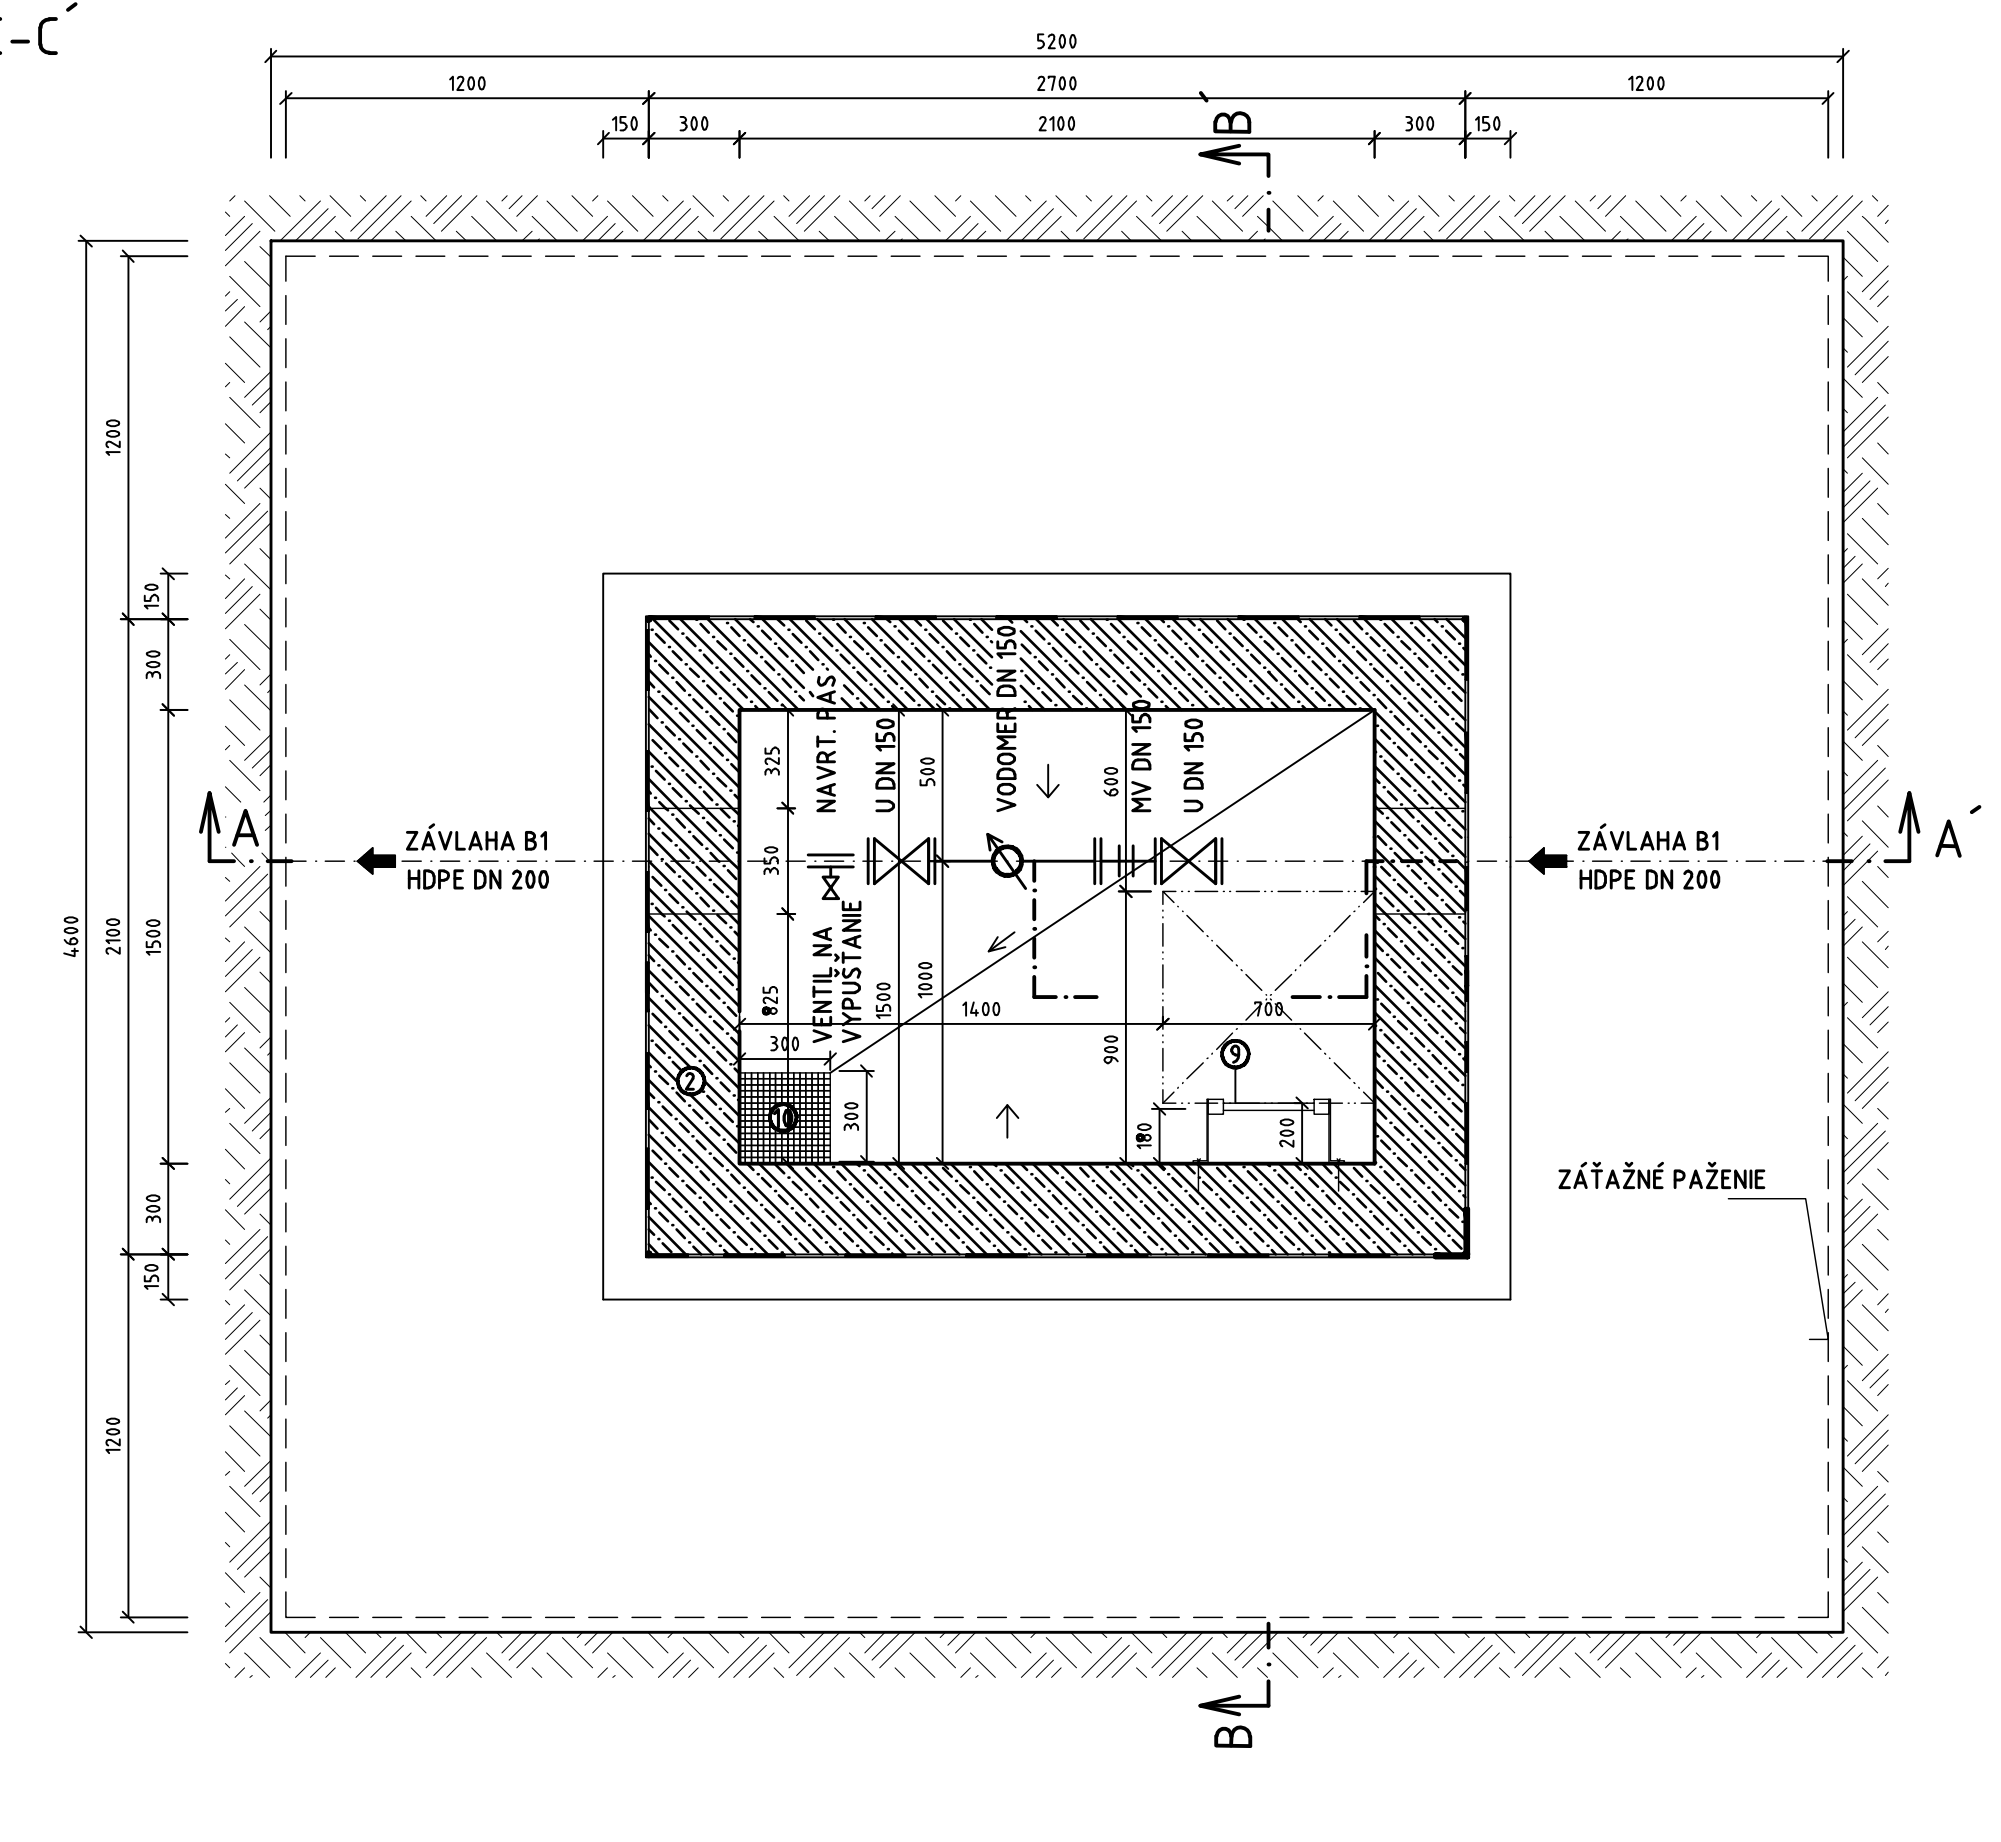 -C´
5200
1200
2700
1200
150
300
2100
300
150
B
4600
1200
2100
1200
150
300
1500
300
150
NAVRT. PÁS
U DN 150
VODOMER DN 150
MV DN 150
U DN 150
325
500
600
A
A´
ZÁVLAHA B1
HDPE DN 200
350
ZÁVLAHA B1
HDPE DN 200
VENTIL NA
VYPÚŠŤANIE
825
1500
1000
1400
700
300
900
9
2
10
300
180
200
ZÁŤAŽNÉ PAŽENIE
B